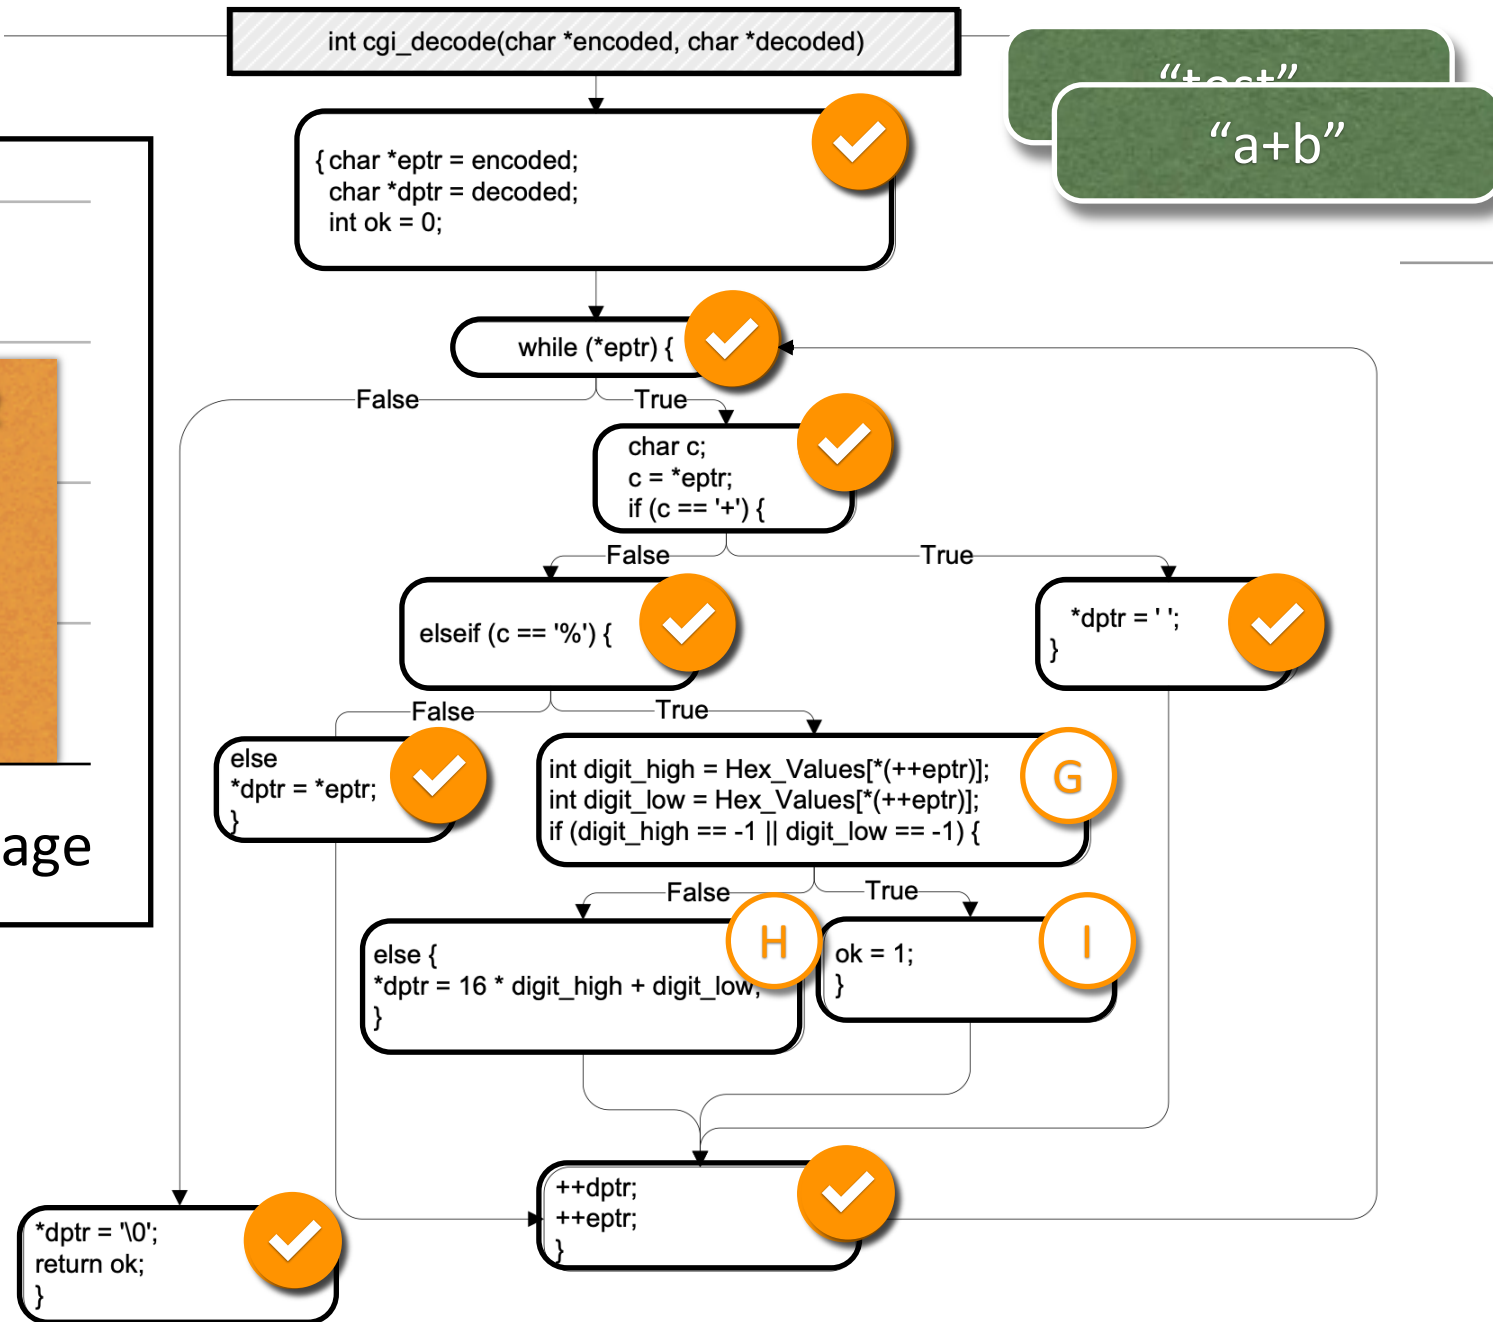 int cgi_decode(char *encoded, char *decoded)
“test”
“a+b”
{ char *eptr = encoded;
char *dptr = decoded;
int ok = 0;
while (*eptr) {
False
True
char c;
c = *eptr;
if (c == '+') {
False
True
elseif (c == '%') {
*dptr = ' ';
}
False
True
else
*dptr = *eptr;
}
int digit_high = Hex_Values[*(++eptr)];
int digit_low = Hex_Values[*(++eptr)];
if (digit_high == -1 || digit_low == -1) {
G
age
False
True
else {
*dptr = 16 * digit_high + digit_low;
}
H
ok = 1;
}
I
++dptr;
++eptr;
}
*dptr = '\0';
return ok;
}